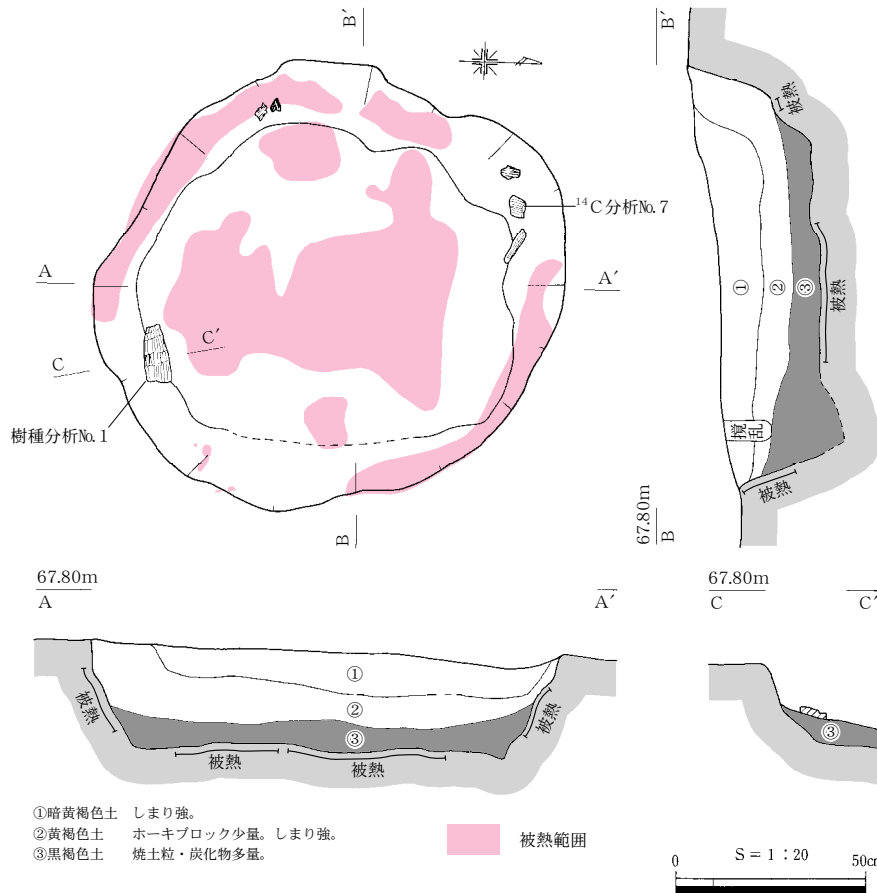 B′
B′
被熱
¹⁴C分析№.7
A
A′
C
C′
樹種分析№.1
①
②
③
被熱
撹乱
被熱
B
67.80m
B
67.80m
A
A′
67.80m
C
C′
①
②
③
被熱
被熱
被熱
被熱
③
①暗黄褐色土 しまり強。
②黄褐色土 ホーキブロック少量。しまり強。
③黒褐色土 焼土粒・炭化物多量。
被熱範囲
0 S=1:20 50cm